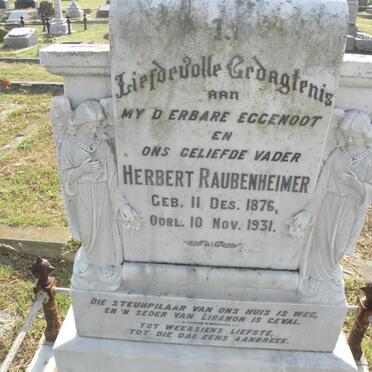 In
Liefdevolle Gedagtenis
AAN
MY DIERBARE EGGENOOT
EN
ONS GELIEFDE VADER
HERBERT RAUBENHEIMER
GEB. 11 DES. 1876,
OORL. 10 NOV. 1931.
DIE STEUNPILAAR VAN ONS HUIS IS WEG,
EN 'N SEDER VAN LIBANON IS GEVAL.
TOT WEERSIENS LIEFSTE,
TOT DIE DAG EENS AANBREEK.